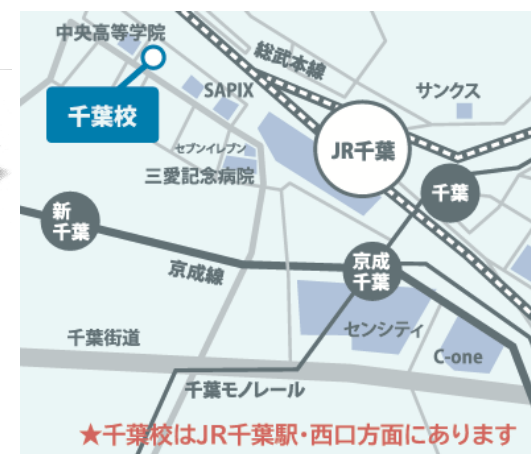 中央高等学院
総武本線
SAPIX
サンクス
千葉校
JR千葉
セブンイレブン
三愛記念病院
千葉
新
千葉
京成
千葉
京成線
センシティ
千葉街道
C-one
千葉モノレール
★千葉校はJR千葉駅・西口方面にあります